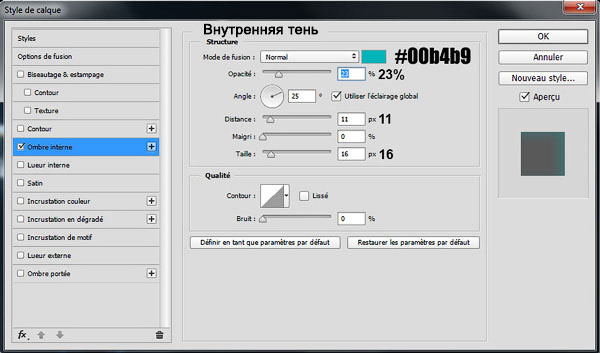 Style de calque
Styles
Options de fusion
Biseautage & estampage
Contour
Texture
Contour
Ombre interne
Lueur interne
Satin
Incrustation couleur
Incrustation en dégradé
Incrustation de motif
Lueur externe
Ombre portée
fx
Внутренняя тень
Structure
Mode de fusion : Normal #00b4b9
Opacité : 23 % 23%
Angle : 25 ° Utiliser l'éclairage global
Distance : 11 px 11
Maigri : 0 %
Taille : 16 px 16
Qualité
Contour : Lissé
Bruit : 0 %
Définir en tant que paramètres par défaut
Restaurer les paramètres par défaut
OK
Annuler
Nouveau style...
Aperçu